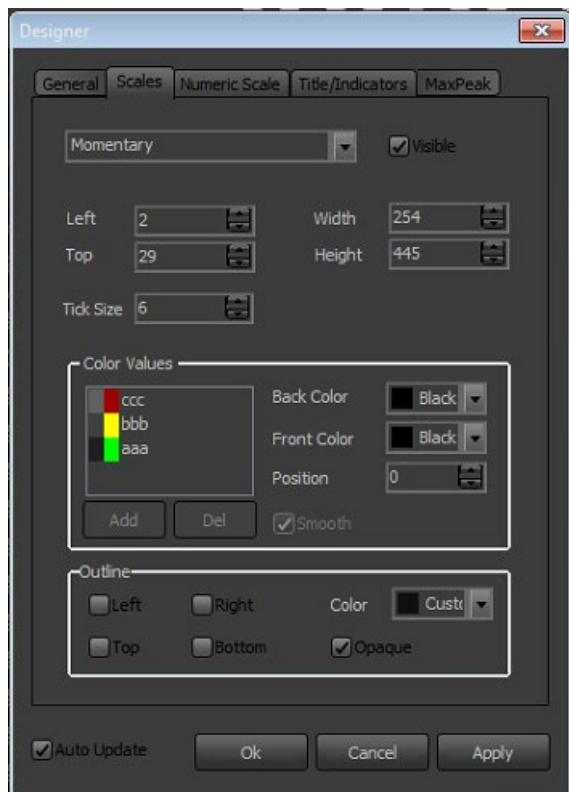 Designer
General Scales Numeric Scale Title/Indicators MaxPeak
Momentary Visible
Left 2 Width 254
Top 29 Height 445
Tick Size 6
Color Values
ccc Back Color Black
bbb Front Color Black
aaa
Position 0
Add Del Smooth
Outline
Left Right Color Custo
Top Bottom Opaque
Auto Update Ok Cancel Apply